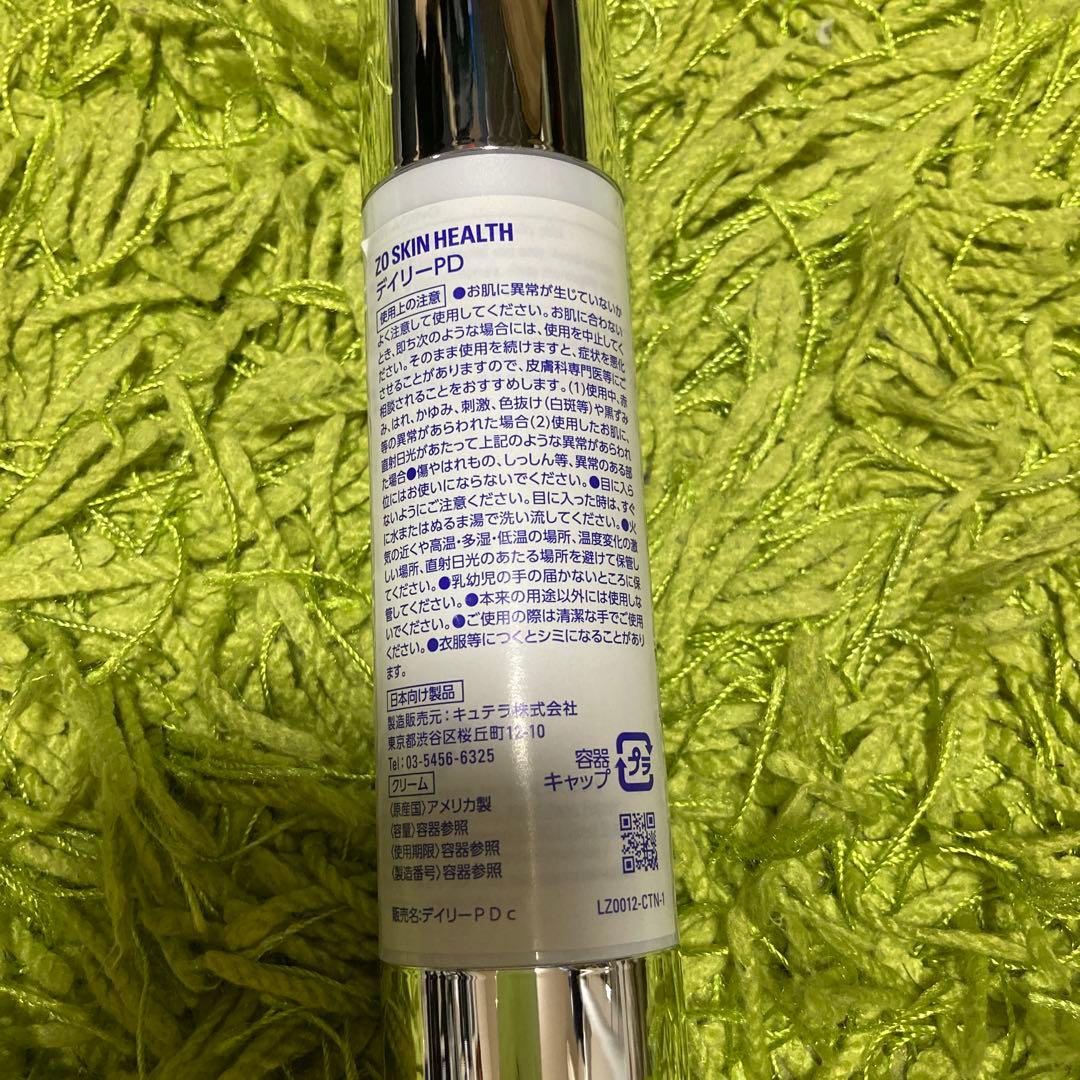 ZO SKIN HEALTH
デイリーPD
使用上の注意 ●お肌に異常が生じていないか
よく注意して使用してください。お肌に合わない
とき、即ち次のような場合には、使用を中止してく
ださい。そのまま使用を続けますと、症状を悪化
させることがありますので、皮膚科専門医等にご
相談されることをおすすめします。(1)使用中、赤
み、はれ、かゆみ、刺激、色抜け(白斑等)や黒ずみ
等の異常があらわれた場合(2)使用したお肌に、
直射日光があたって上記のような異常があらわれ
た場合●傷やはれもの、しっしん等、異常のある部
位にはお使いにならないでください。●目に入ら
ないようにご注意ください。目に入った時は、すぐ
に水またはぬるま湯で洗い流してください。●火
気の近くや高温・多湿・低温の場所、温度変化の激
しい場所、直射日光のあたる場所を避けて保管し
てください。●乳幼児の手の届かないところに保
管してください。●本来の用途以外には使用しな
いでください。●ご使用の際は清潔な手でご使用
ください。●衣服等につくとシミになることがあり
ます。
日本向け製品
製造販売元:キュテラ株式会社
東京都渋谷区桜丘町12-10
Tel:03-5456-6325
容器
キャップ
プラ
クリーム
〈原産国〉アメリカ製
〈容量〉容器参照
〈使用期限〉容器参照
〈製造番号〉容器参照
販売名:デイリーPDc
LZ0012-CTN-1